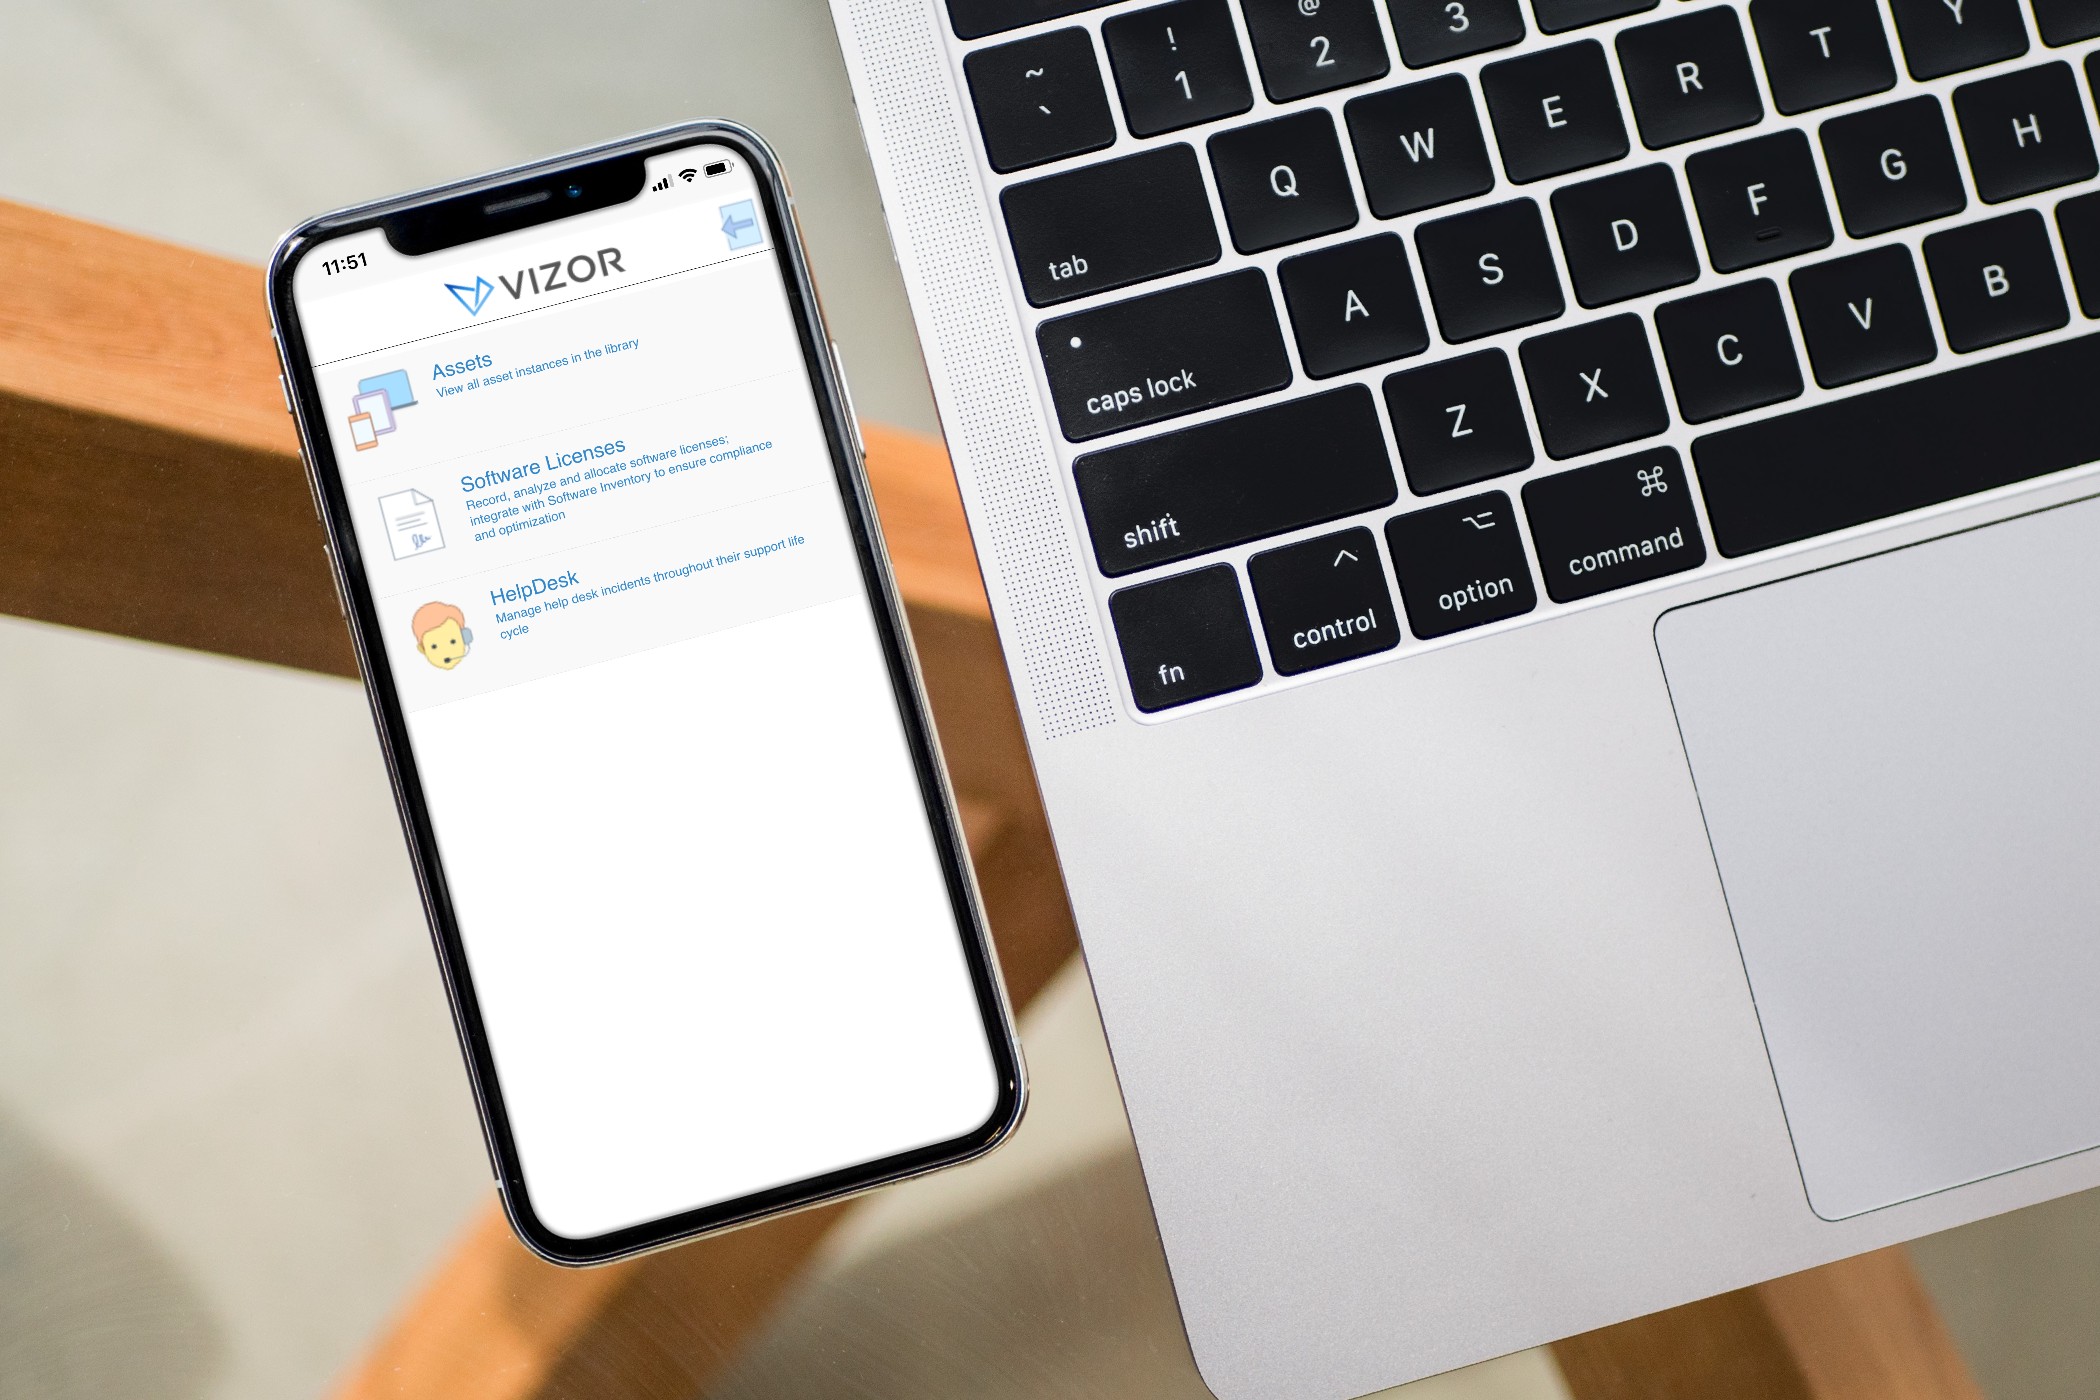 11:51
VIZOR
Assets
View all asset instances in the library
Software Licenses
Record, analyze and allocate software licenses;
integrate with Software Inventory to ensure compliance
and optimization
HelpDesk
Manage help desk incidents throughout their support life
cycle
~ ! @ 3
` 1 2
Q W E R T Y
tab
A S D F G H
caps lock
Z X C V B
shift
fn control option command